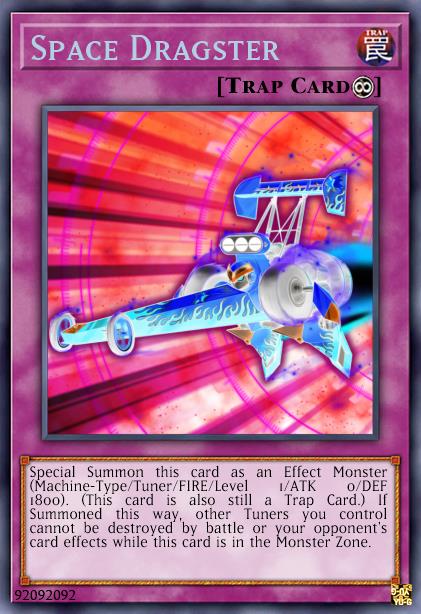 Space Dragster
TRAP
罠
[Trap Card]
Special Summon this card as an Effect Monster
(Machine-Type/Tuner/FIRE/Level 1/ATK 0/DEF
1800). (This card is also still a Trap Card.) If
Summoned this way, other Tuners you control
cannot be destroyed by battle or your opponent's
card effects while this card is in the Monster Zone.
92092092